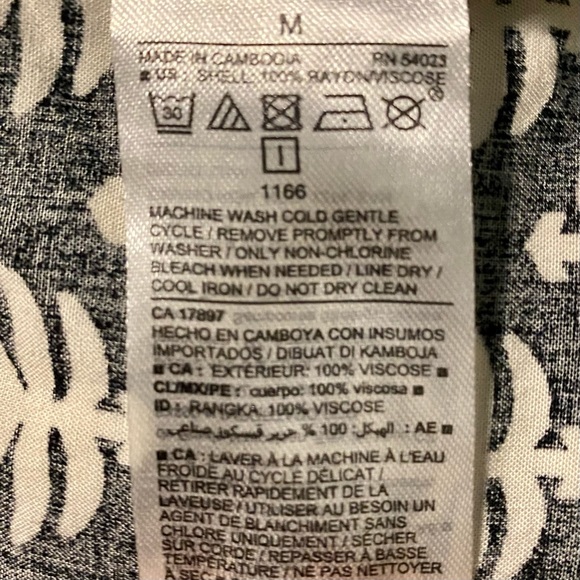 M
MADE IN CAMBODIA RN 54023
■ US : SHELL: 100% RAYON/VISCOSE
30
®
I
1166
MACHINE WASH COLD GENTLE
CYCLE / REMOVE PROMPTLY FROM
WASHER / ONLY NON-CHLORINE
BLEACH WHEN NEEDED / LINE DRY /
COOL IRON / DO NOT DRY CLEAN
CA 17897
HECHO EN CAMBOYA CON INSUMOS
IMPORTADOS / DIBUAT DI KAMBOJA
■ CA : EXTÉRIEUR: 100% VISCOSE ■
CL/MX/PE : cuerpo: 100% viscosa ■
ID : RANGKA: 100% VISCOSE
■ AE : الهيكل: 100 % حرير فيسكوز صناعي
■ CA : LAVER À LA MACHINE À L'EAU
FROIDE AU CYCLE DÉLICAT /
RETIRER RAPIDEMENT DE LA
LAVEUSE / UTILISER AU BESOIN UN
AGENT DE BLANCHIMENT SANS
CHLORE UNIQUEMENT / SÉCHER
SUR CORDE / REPASSER À BASSE
TEMPÉRATURE / NE PAS NETTOYER
À SEC